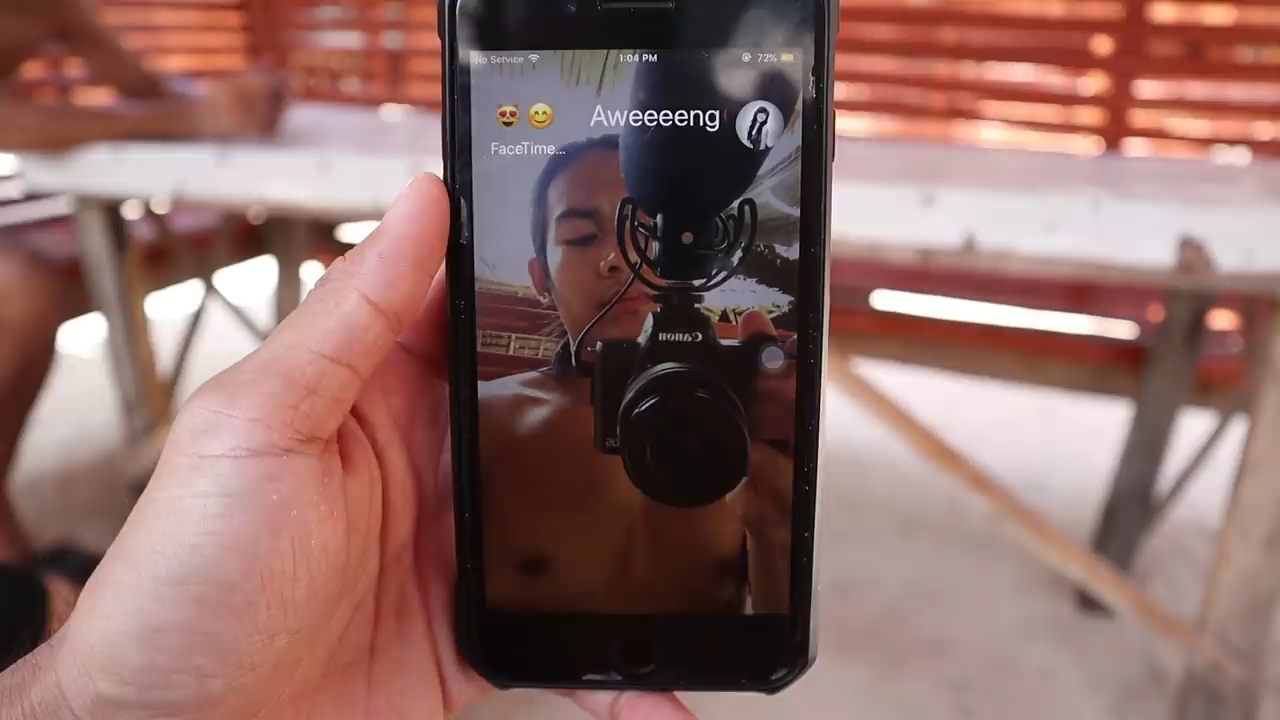 No Service 1:04 PM 72%
😻😊 Aweeeeng
FaceTime...
Canon